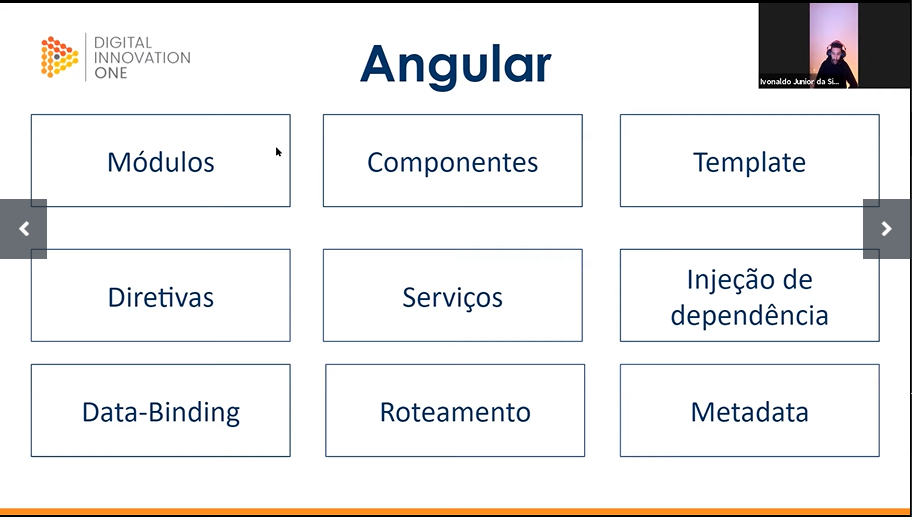 DIGITAL
INNOVATION
ONE
Angular
Ivonaldo Junior da Si...
Módulos
Componentes
Template
Diretivas
Serviços
Injeção de
dependência
Data-Binding
Roteamento
Metadata